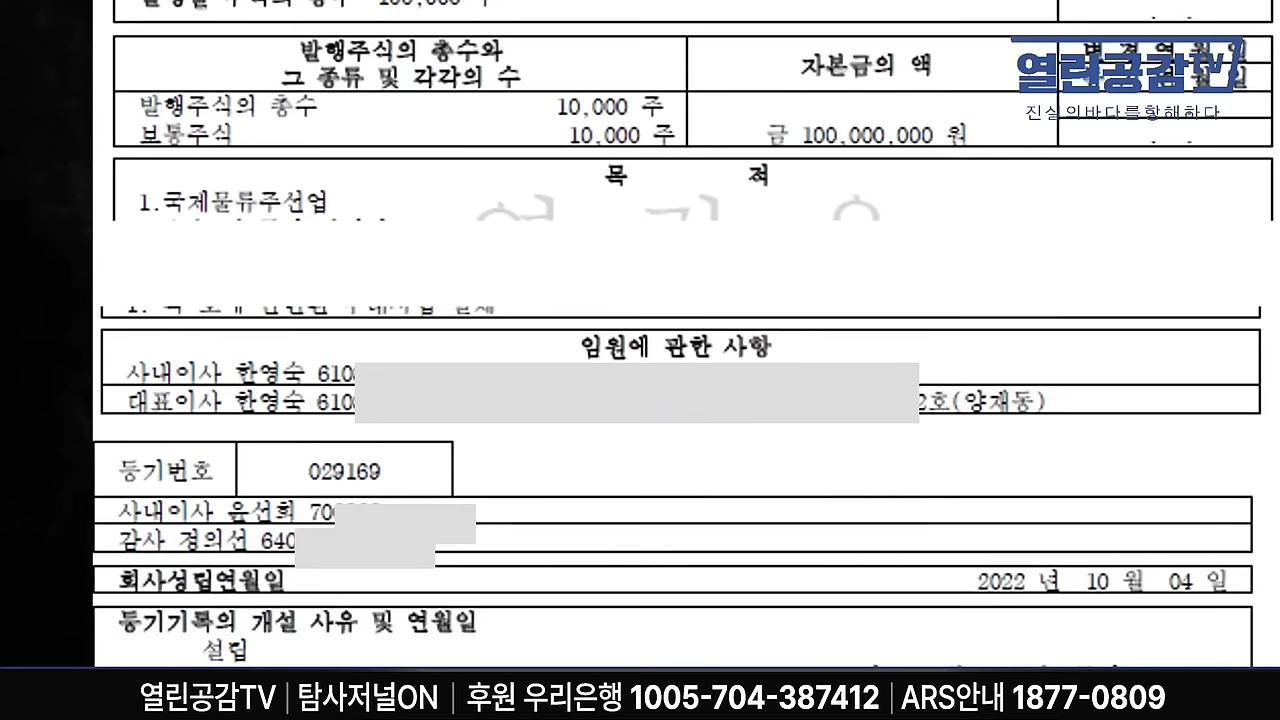 발행주식의 총수와
그 종류 및 각각의 수
자본금의 액
발행주식의 총수 10,000 주
보통주식 10,000 주
금 100,000,000 원
열린공감TV
진실의바다를항해하다
목 적
1.국제물류주선업
임원에 관한 사항
사내이사 한영숙 610
대표이사 한영숙 610 2호(양재동)
등기번호 029169
사내이사 윤선희 70
감사 정의선 640
회사성립연월일 2022 년 10 월 04 일
등기기록의 개설 사유 및 연월일
설립
열린공감TV | 탐사저널ON | 후원 우리은행 1005-704-387412 | ARS안내 1877-0809